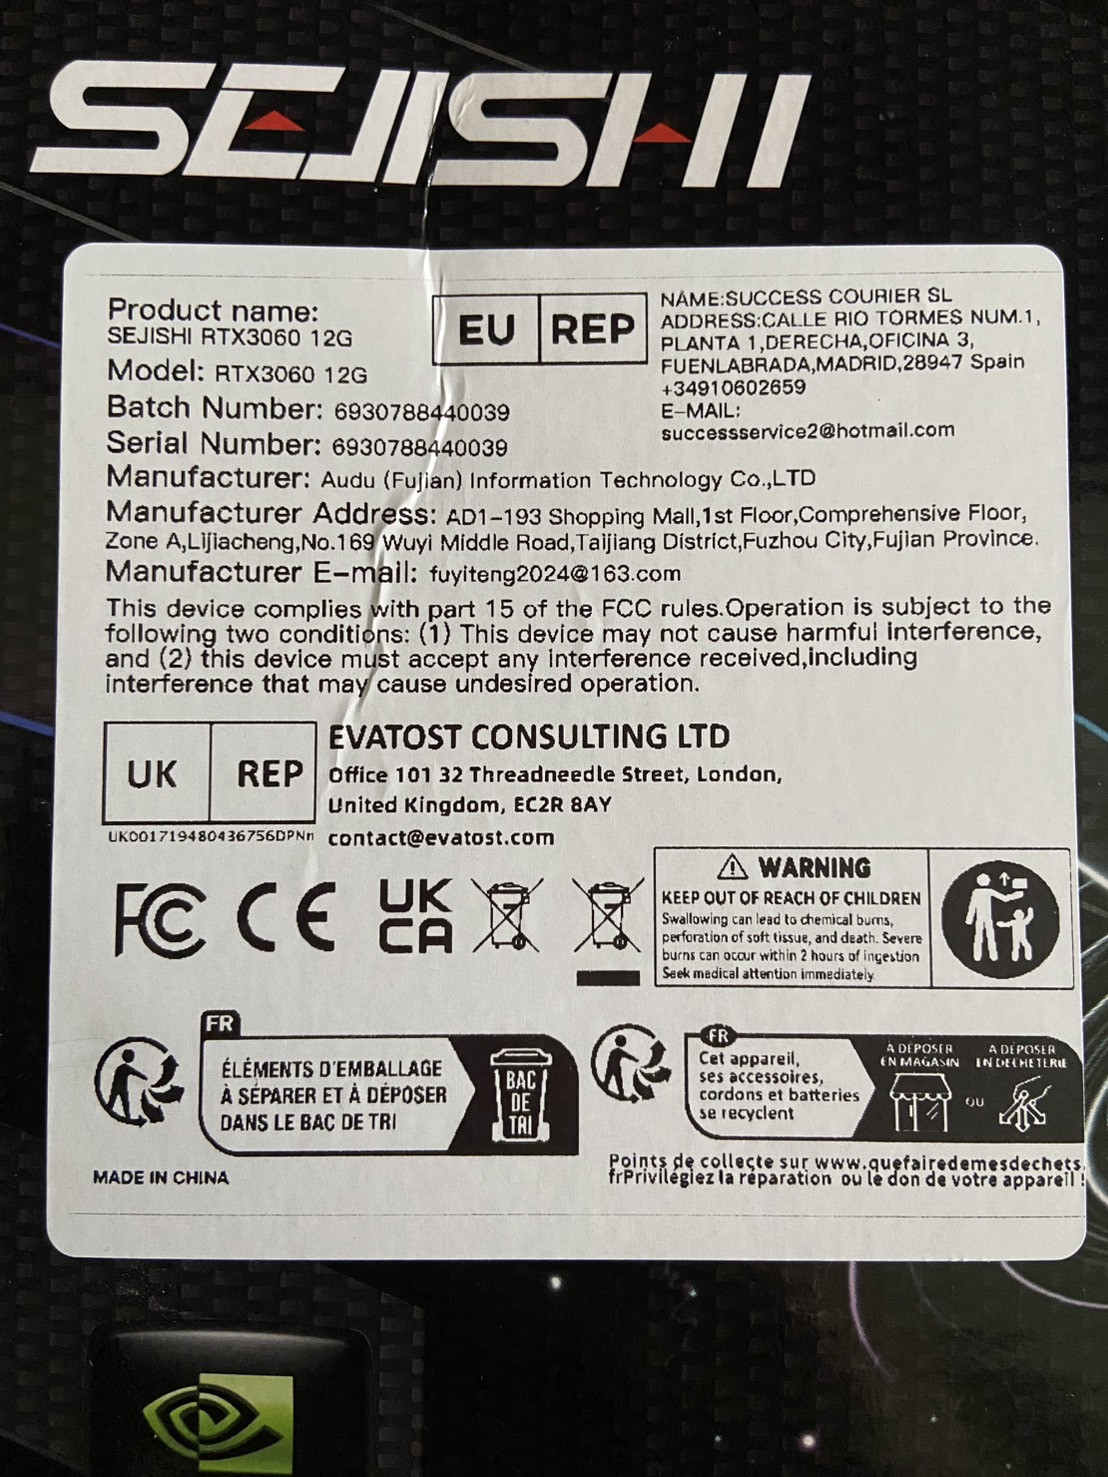 SEJISHI
Product name:
SEJISHI RTX3060 12G
Model: RTX3060 12G
Batch Number: 6930788440039
Serial Number: 6930788440039
EU REP
NAME:SUCCESS COURIER SL
ADDRESS:CALLE RIO TORMES NUM.1,
PLANTA 1,DERECHA,OFICINA 3,
FUENLABRADA,MADRID,28947 Spain
+34910602659
E-MAIL:
successservice2@hotmail.com
Manufacturer: Audu (Fujian) Information Technology Co.,LTD
Manufacturer Address: AD1-193 Shopping Mall,1st Floor,Comprehensive Floor,
Zone A,Lijiacheng,No.169 Wuyi Middle Road,Taijiang District,Fuzhou City,Fujian Province.
Manufacturer E-mail: fuyiteng2024@163.com
This device complies with part 15 of the FCC rules.Operation is subject to the
following two conditions: (1) This device may not cause harmful interference,
and (2) this device must accept any interference received,including
interference that may cause undesired operation.
UK REP
UK001719480436756DPNn
EVATOST CONSULTING LTD
Office 101 32 Threadneedle Street, London,
United Kingdom, EC2R 8AY
contact@evatost.com
FC CE UK
CA
WARNING
KEEP OUT OF REACH OF CHILDREN
Swallowing can lead to chemical burns,
perforation of soft tissue, and death. Severe
burns can occur within 2 hours of ingestion
Seek medical attention immediately.
FR
ÉLÉMENTS D'EMBALLAGE
À SÉPARER ET À DÉPOSER
DANS LE BAC DE TRI
BAC
DE
TRI
FR
Cet appareil,
ses accessoires,
cordons et batteries
se recyclent
À DÉPOSER
EN MAGASIN
OU
À DÉPOSER
EN DÉCHÈTERIE
Points de collecte sur www.quefairedemesdechets.
frPrivilégiez la réparation ou le don de votre appareil !
MADE IN CHINA